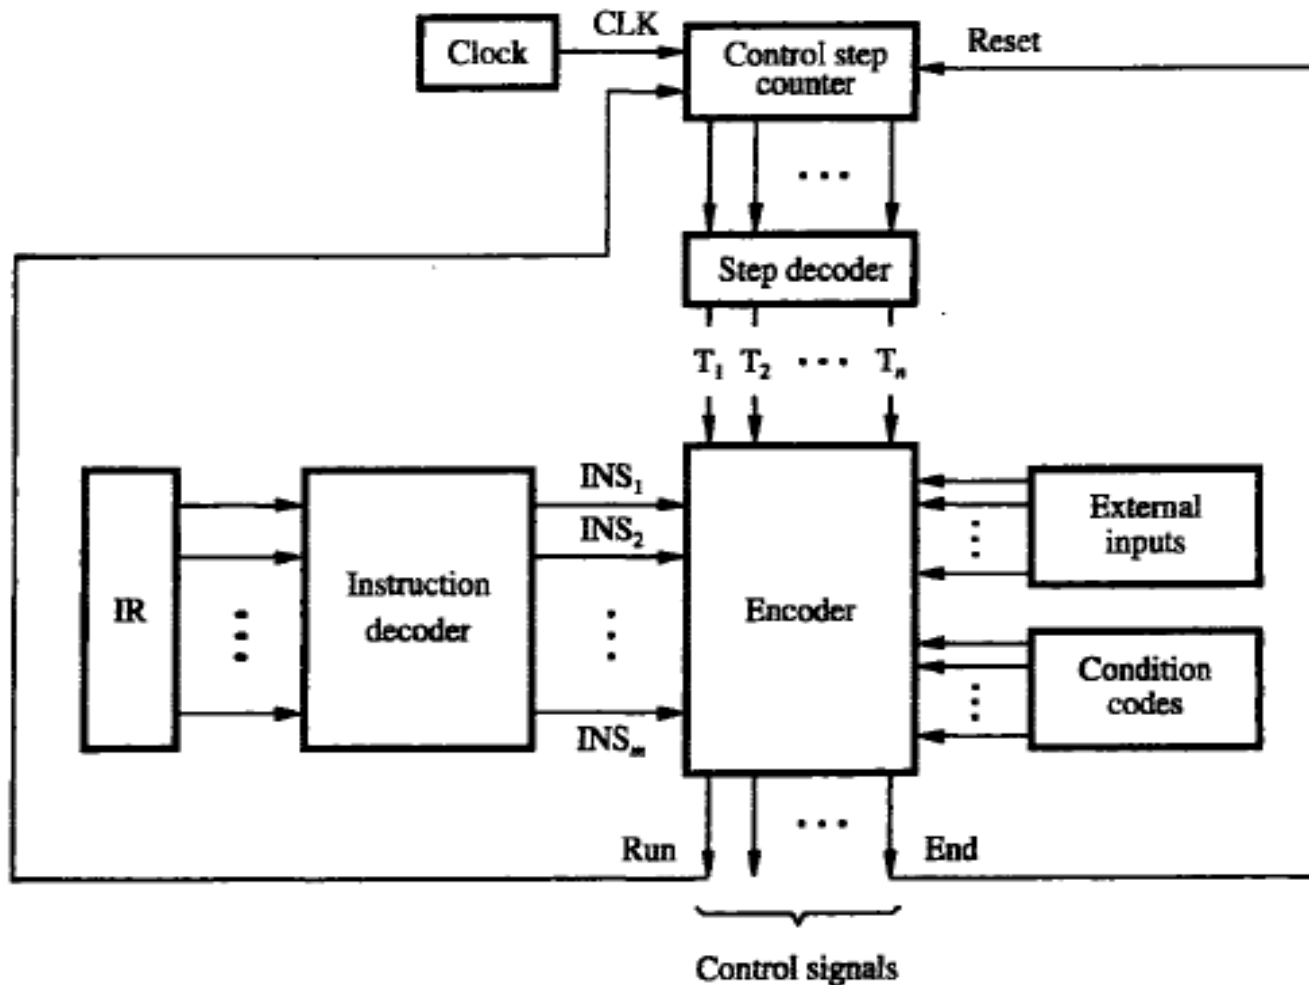 Clock
CLK
Control step
counter
Reset
...
Step decoder
T₁ T₂ ... Tₙ
IR
Instruction
decoder
INS₁
INS₂
INSₘ
Encoder
External
inputs
Condition
codes
Run
...
End
Control signals